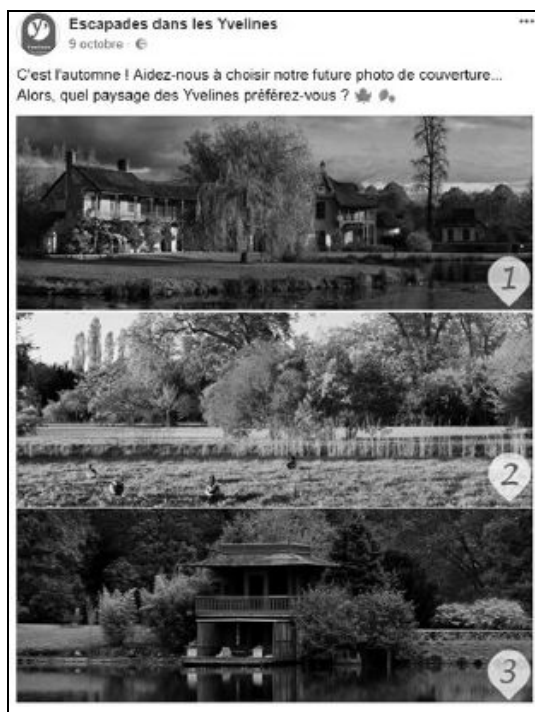 Escapades dans les Yvelines
9 octobre
C'est l'automne ! Aidez-nous à choisir notre future photo de couverture...
Alors, quel paysage des Yvelines préférez-vous ?
1
2
3